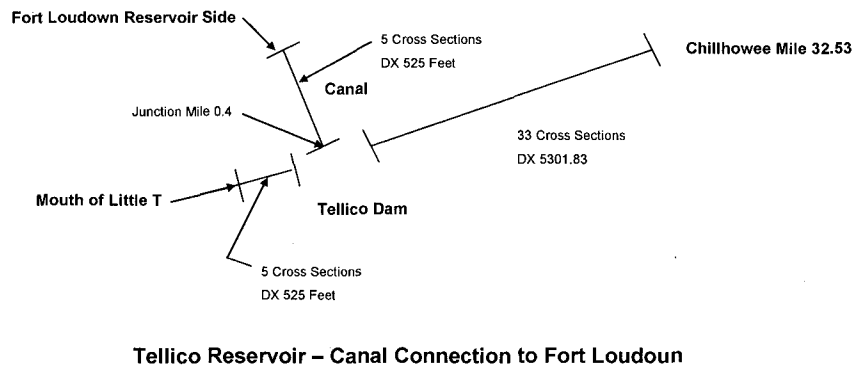 Fort Loudown Reservoir Side
5 Cross Sections
DX 525 Feet
Chillhowee Mile 32.53
Canal
Junction Mile 0.4
33 Cross Sections
DX 5301.83
Mouth of Little T
Tellico Dam
5 Cross Sections
DX 525 Feet
Tellico Reservoir – Canal Connection to Fort Loudoun